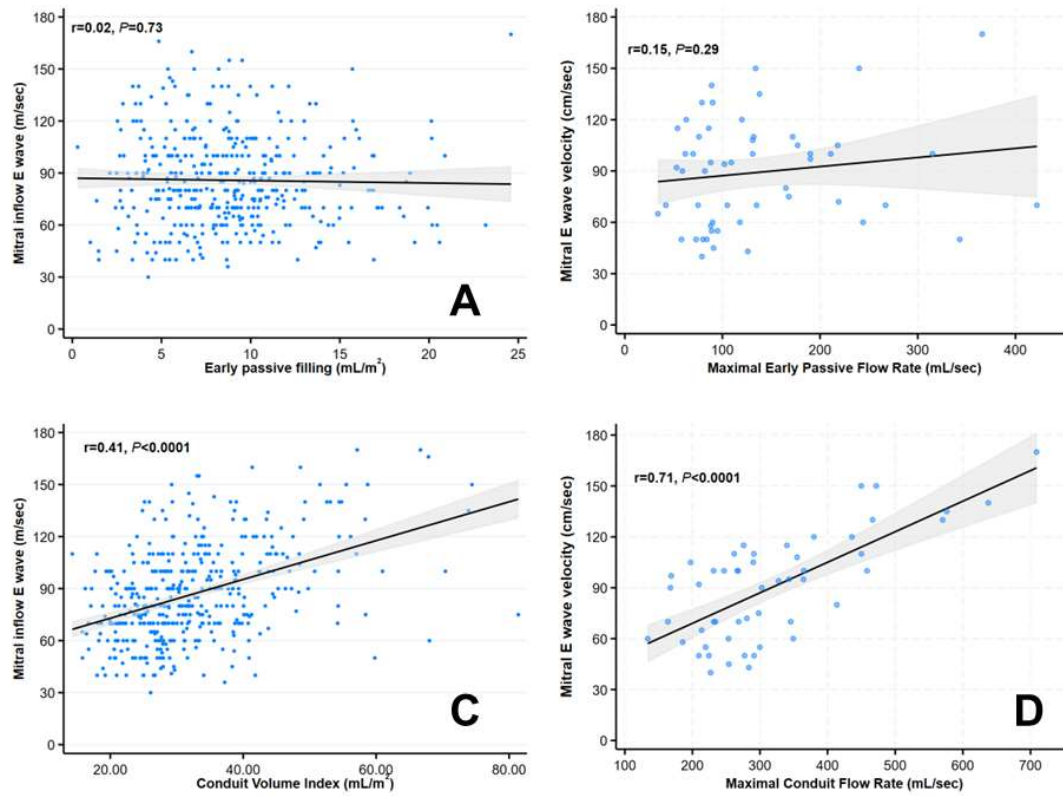 r=0.02, P=0.73
Mitral inflow E wave (m/sec)
180
150
120
90
60
30
0
0 5 10 15 20 25
Early passive filling (mL/m²)
A
r=0.15, P=0.29
Mitral E wave velocity (cm/sec)
180
150
120
90
60
30
0
0 100 200 300 400
Maximal Early Passive Flow Rate (mL/sec)
r=0.41, P<0.0001
Mitral inflow E wave (m/sec)
180
150
120
90
60
30
0
20.00 40.00 60.00 80.00
Conduit Volume Index (mL/m²)
C
r=0.71, P<0.0001
Mitral E wave velocity (cm/sec)
180
150
120
90
60
30
0
100 200 300 400 500 600 700
Maximal Conduit Flow Rate (mL/sec)
D